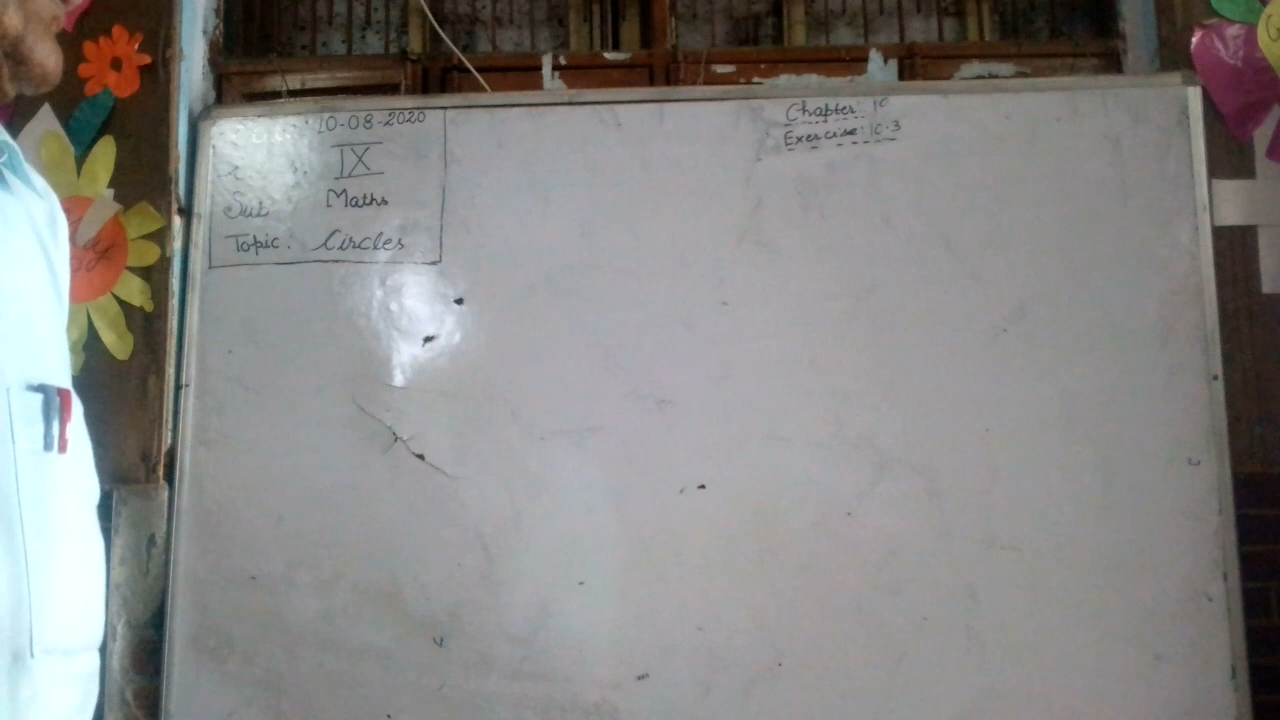 10-08-2020
IX
Sub Maths
Topic. Circles
Chapter: 10
Exercise: 10.3